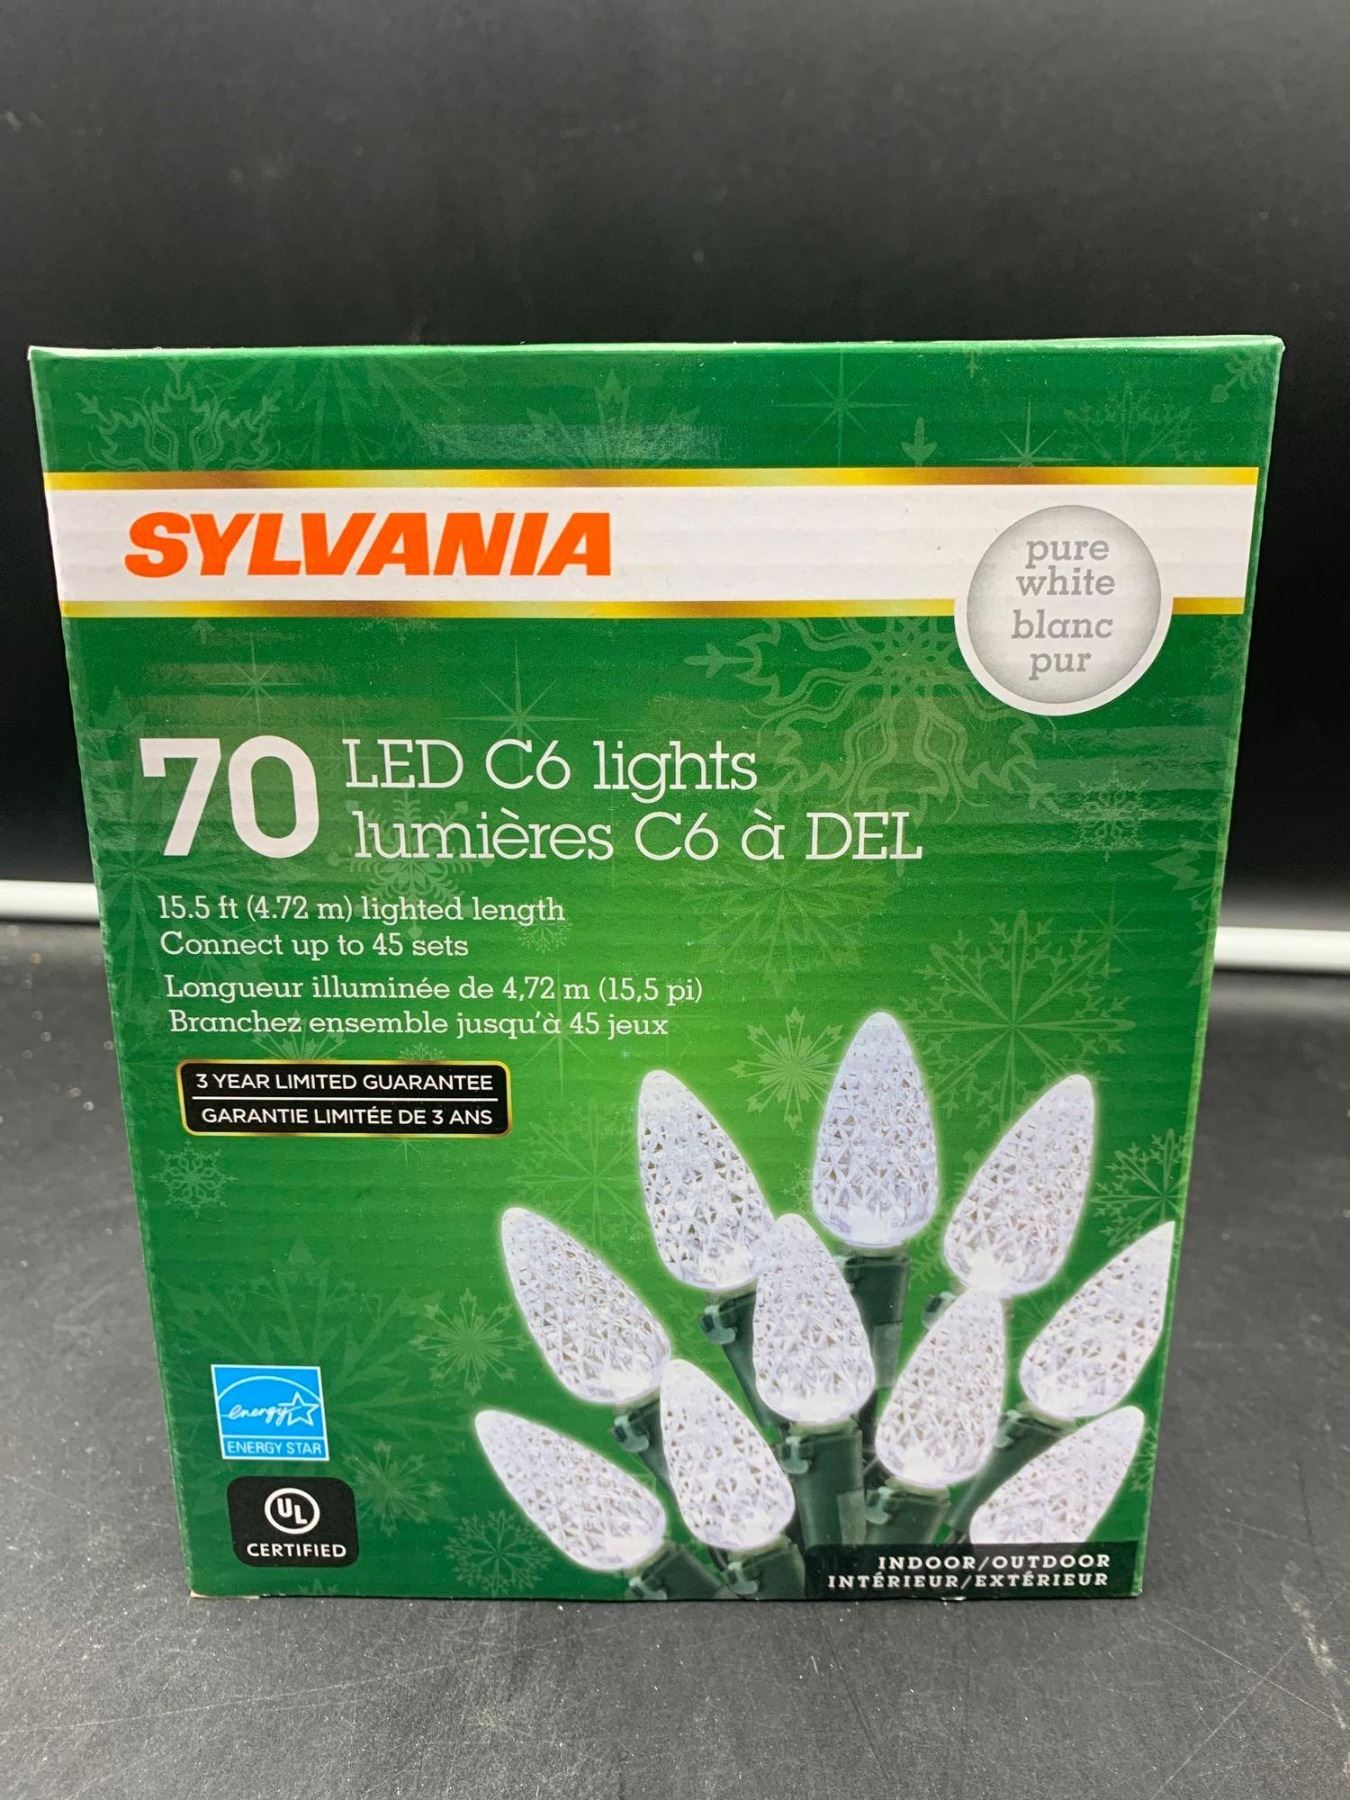 SYLVANIA
pure
white
blanc
pur
70 LED C6 lights
lumières C6 à DEL
15.5 ft (4.72 m) lighted length
Connect up to 45 sets
Longueur illuminée de 4,72 m (15,5 pi)
Branchez ensemble jusqu'à 45 jeux
3 YEAR LIMITED GUARANTEE
GARANTIE LIMITÉE DE 3 ANS
energy
ENERGY STAR
UL
CERTIFIED
INDOOR/OUTDOOR
INTÉRIEUR/EXTÉRIEUR